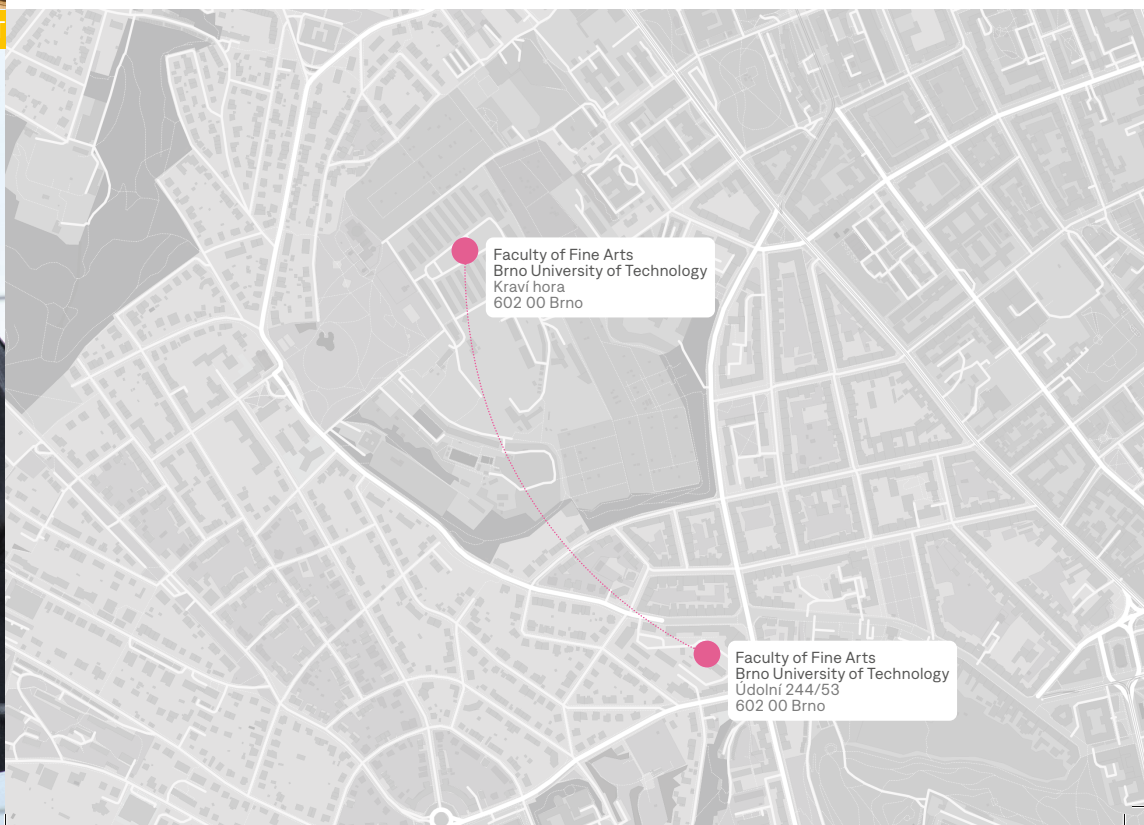 Faculty of Fine Arts
Brno University of Technology
Kraví hora
602 00 Brno
Faculty of Fine Arts
Brno University of Technology
Údolní 244/53
602 00 Brno